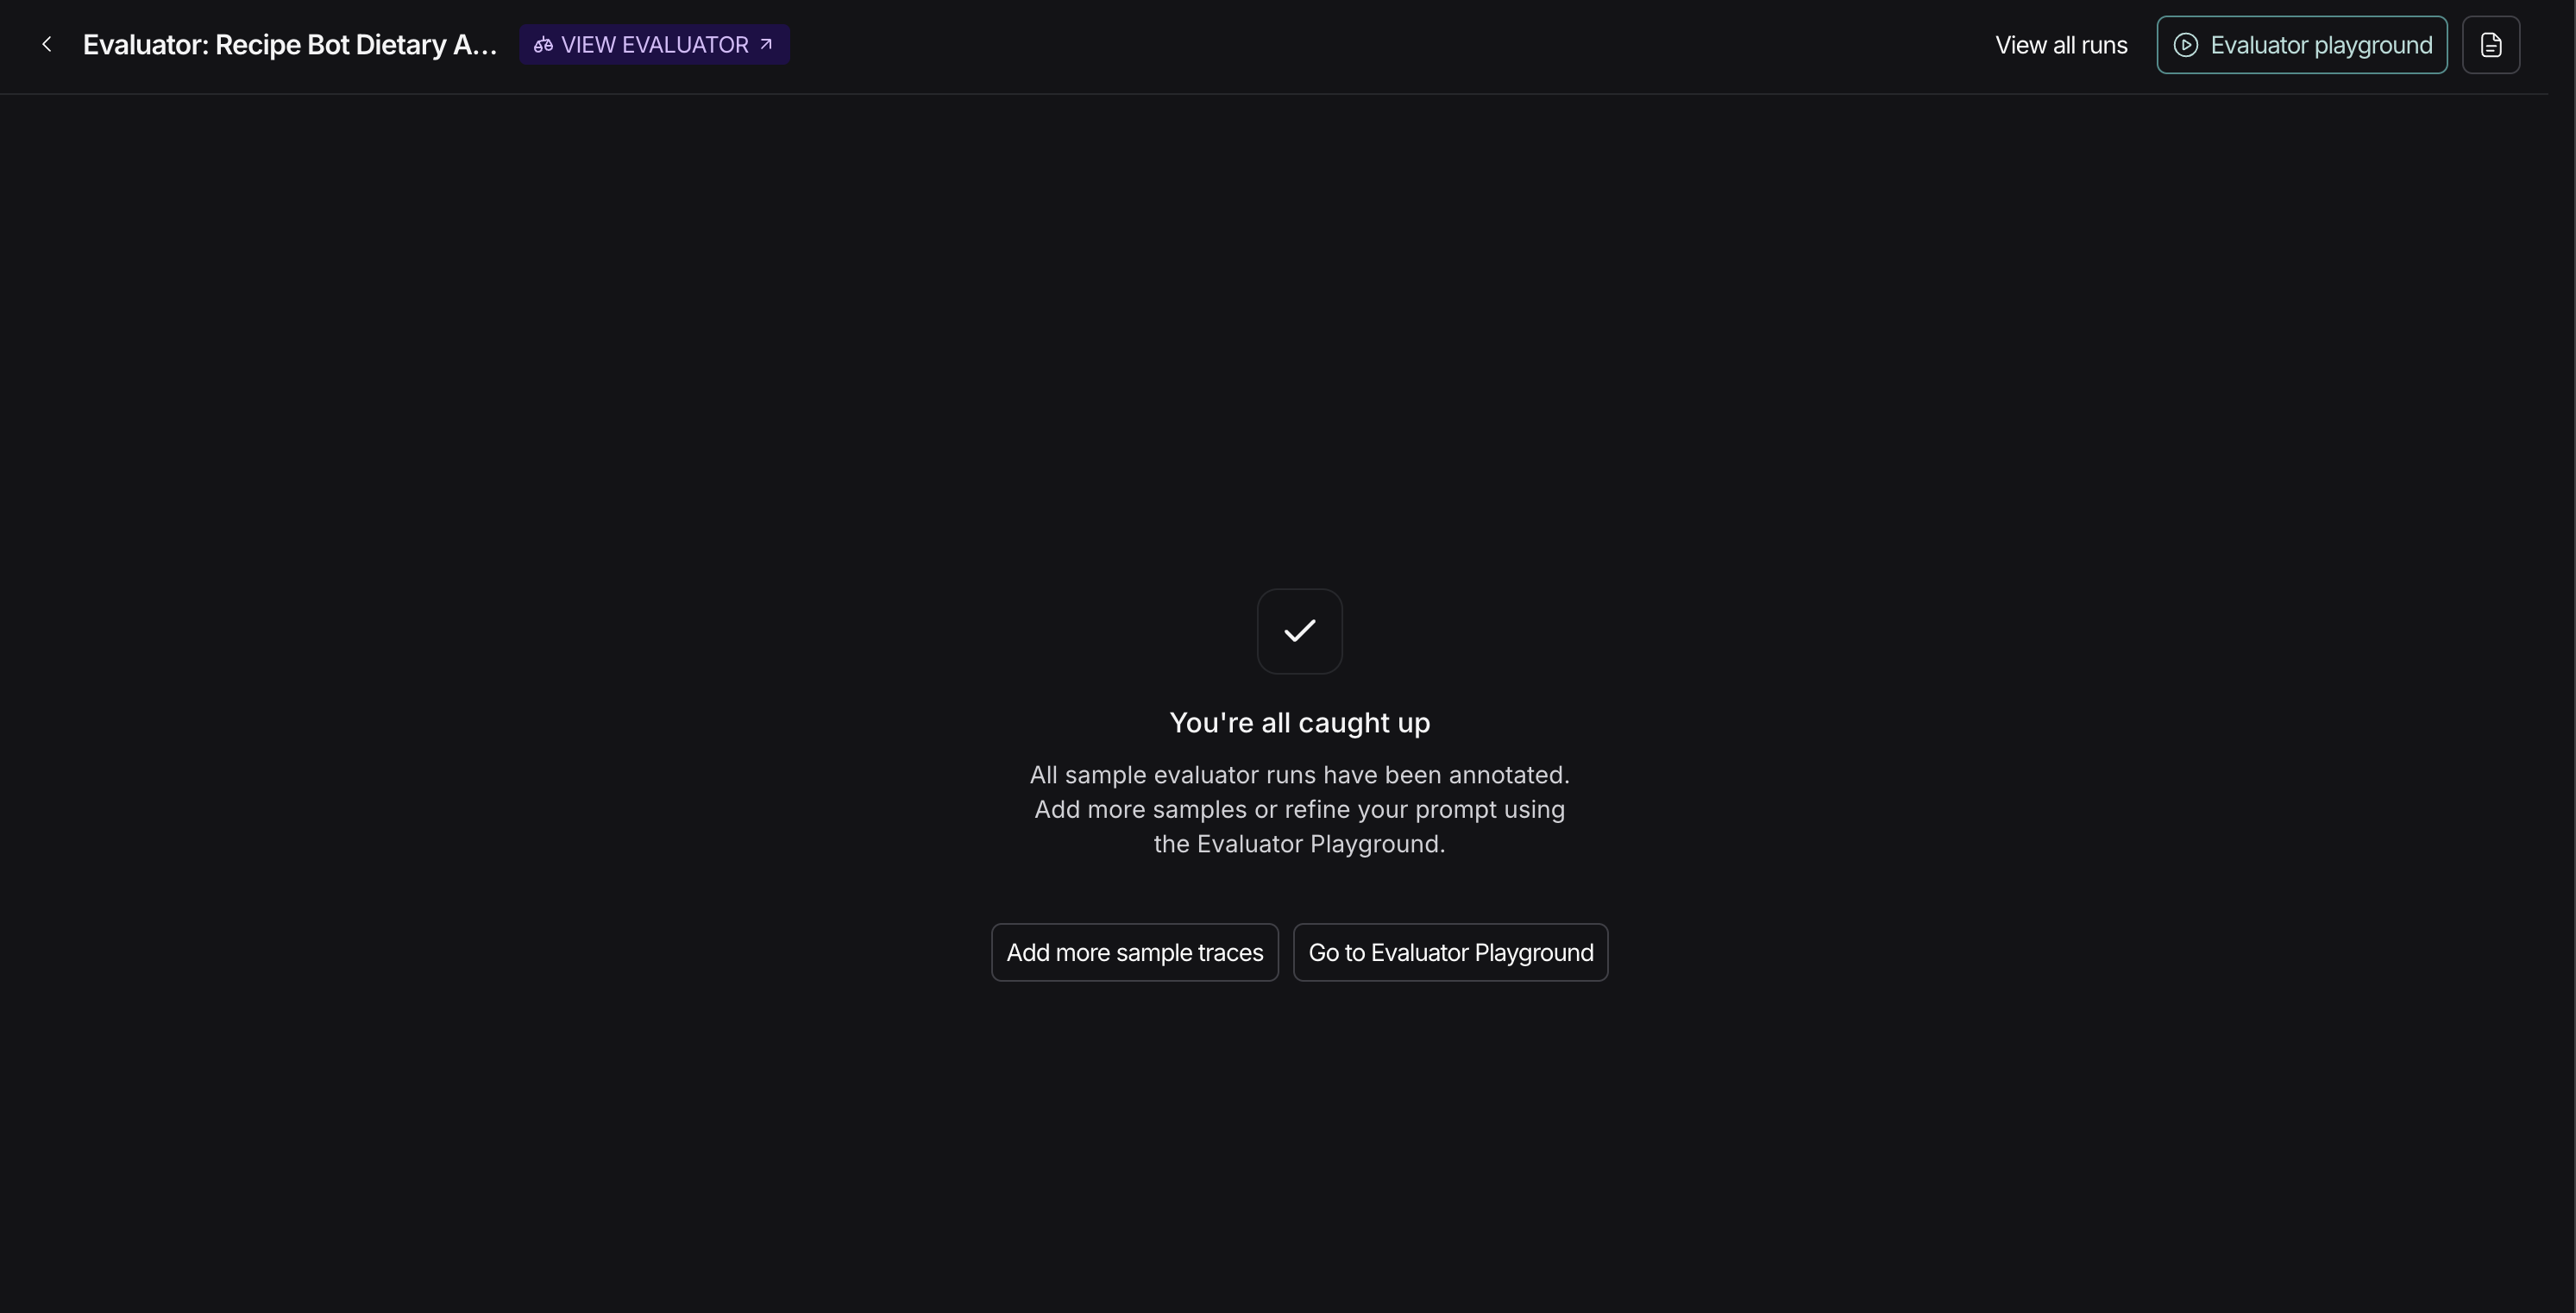 Evaluator: Recipe Bot Dietary A...
VIEW EVALUATOR
View all runs
Evaluator playground
You're all caught up
All sample evaluator runs have been annotated.
Add more samples or refine your prompt using
the Evaluator Playground.
Add more sample traces
Go to Evaluator Playground